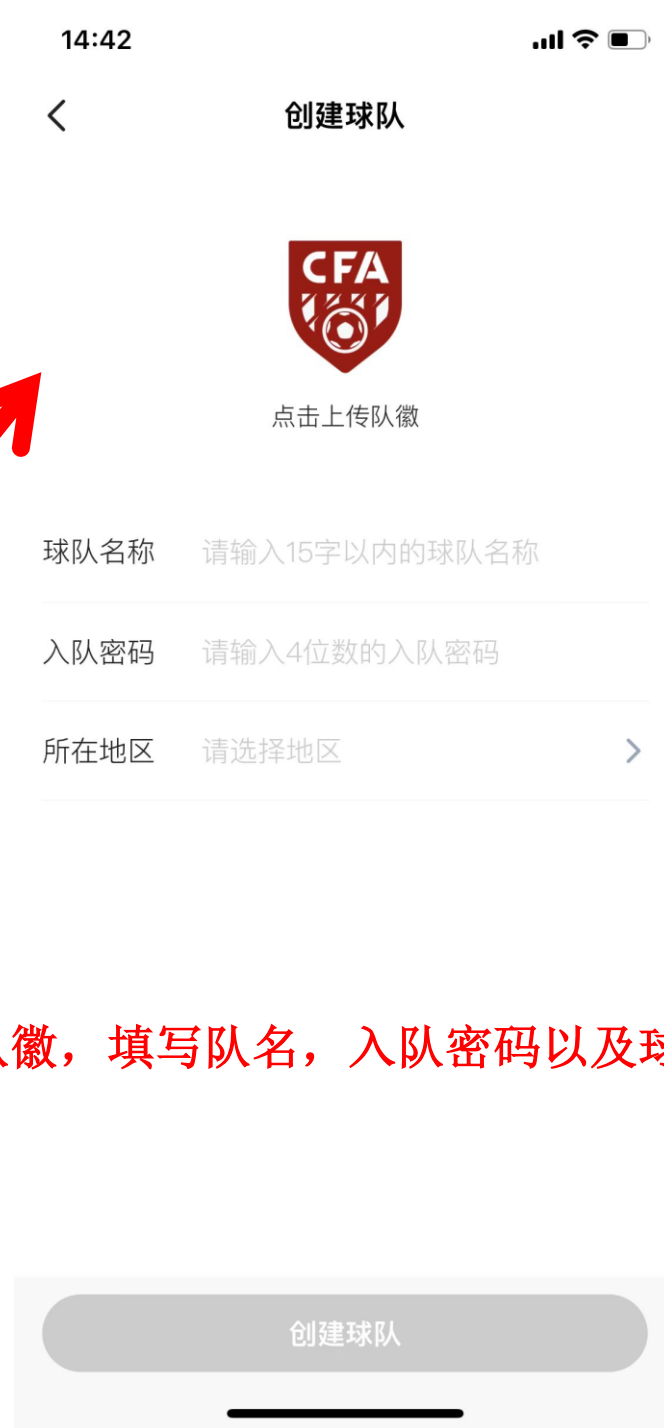 14:42
创建球队
CFA
点击上传队徽
球队名称 请输入15字以内的球队名称
入队密码 请输入4位数的入队密码
所在地区 请选择地区
徽，填写队名，入队密码以及
创建球队